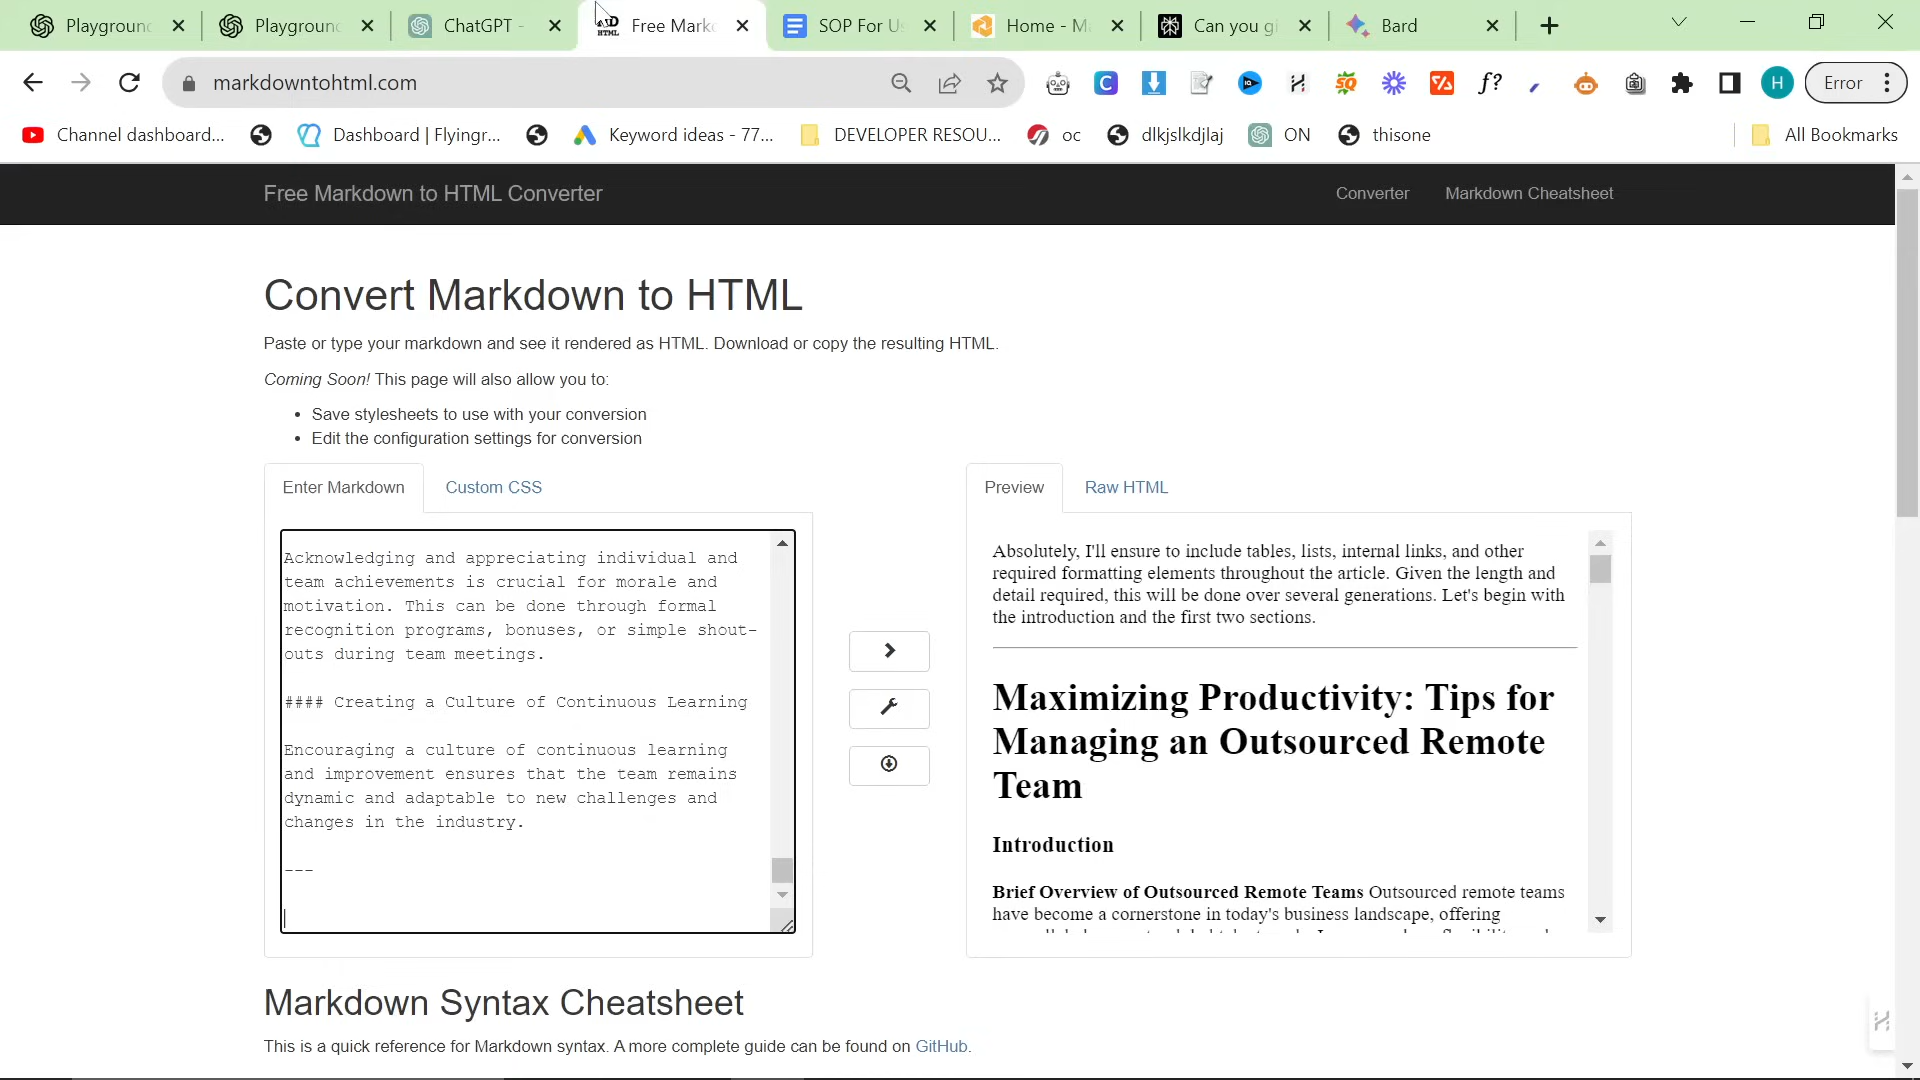 Playground
Playground
ChatGPT -
Free Mark
SOP For U
Home - M
Can you gi
Bard
markdowntohtml.com
Error
Channel dashboard...
Dashboard | Flyingr...
Keyword ideas - 77...
DEVELOPER RESOU...
oc
dlkjslkdjlaj
ON
thisone
All Bookmarks
Free Markdown to HTML Converter
Converter
Markdown Cheatsheet
Convert Markdown to HTML
Paste or type your markdown and see it rendered as HTML. Download or copy the resulting HTML.
Coming Soon! This page will also allow you to:
• Save stylesheets to use with your conversion
• Edit the configuration settings for conversion
Enter Markdown
Custom CSS
Preview
Raw HTML
Acknowledging and appreciating individual and
team achievements is crucial for morale and
motivation. This can be done through formal
recognition programs, bonuses, or simple shout-
outs during team meetings.
#### Creating a Culture of Continuous Learning
Encouraging a culture of continuous learning
and improvement ensures that the team remains
dynamic and adaptable to new challenges and
changes in the industry.
---
Absolutely, I'll ensure to include tables, lists, internal links, and other
required formatting elements throughout the article. Given the length and
detail required, this will be done over several generations. Let's begin with
the introduction and the first two sections.
Maximizing Productivity: Tips for
Managing an Outsourced Remote
Team
Introduction
Brief Overview of Outsourced Remote Teams Outsourced remote teams
have become a cornerstone in today's business landscape, offering
Markdown Syntax Cheatsheet
This is a quick reference for Markdown syntax. A more complete guide can be found on GitHub.